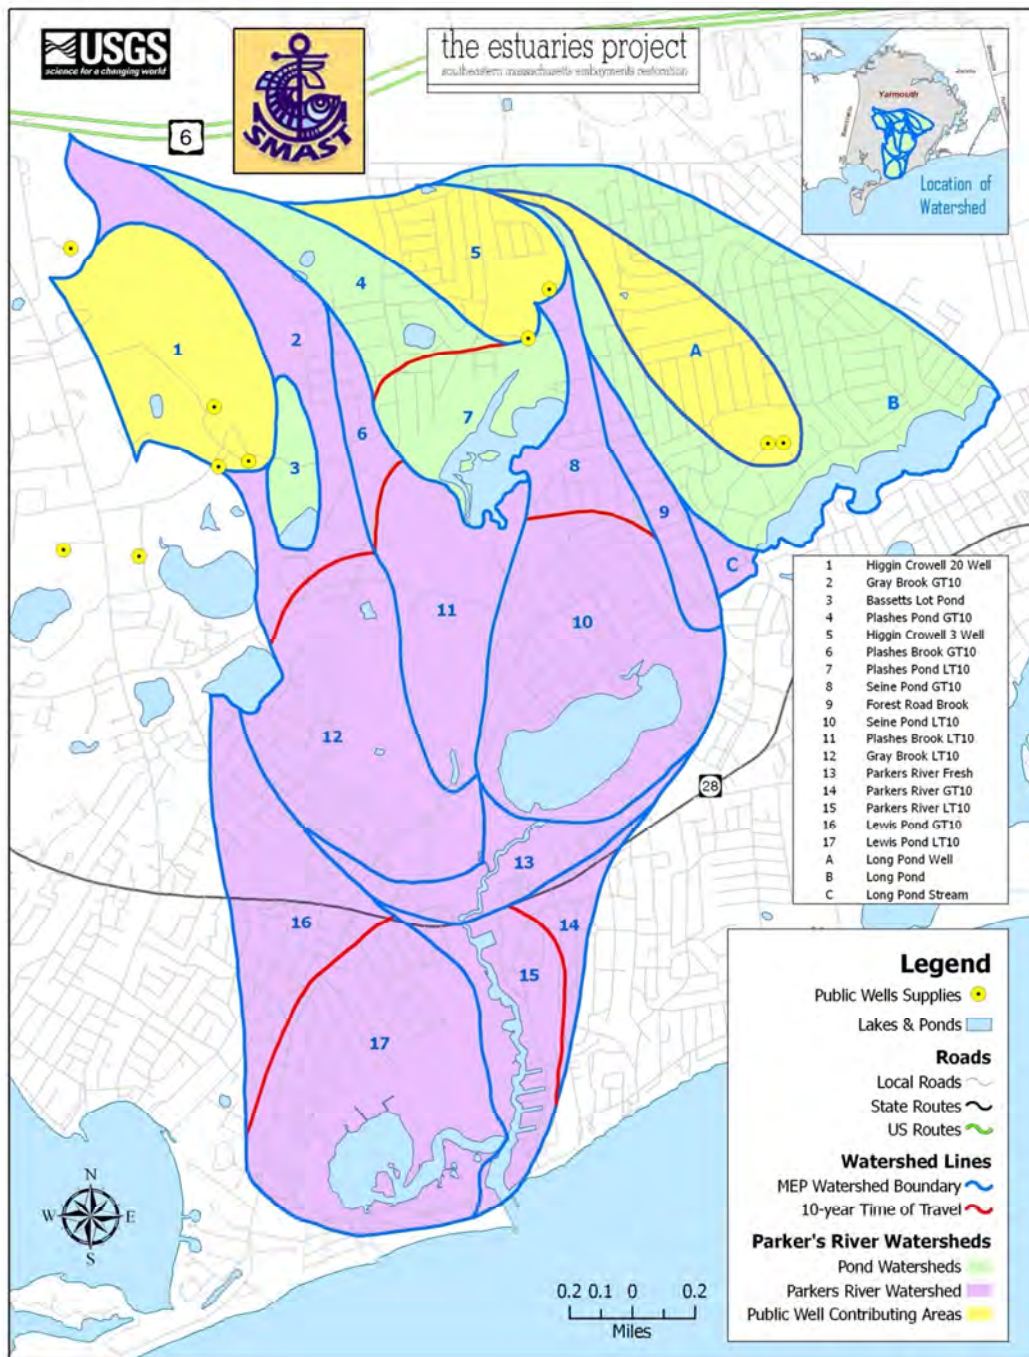 USGS
science for a changing world
SMAST
the estuaries project
southeastern massachusetts embayments restoration
6
Yarmouth
Location of
Watershed
5
4
1
2
A
B
7
6
3
8
9
C
11
10
12
28
13
16
14
15
17
1 Higgin Crowell 20 Well
2 Gray Brook GT10
3 Bassetts Lot Pond
4 Plashes Pond GT10
5 Higgin Crowell 3 Well
6 Plashes Brook GT10
7 Plashes Pond LT10
8 Seine Pond GT10
9 Forest Road Brook
10 Seine Pond LT10
11 Plashes Brook LT10
12 Gray Brook LT10
13 Parkers River Fresh
14 Parkers River GT10
15 Parkers River LT10
16 Lewis Pond GT10
17 Lewis Pond LT10
A Long Pond Well
B Long Pond
C Long Pond Stream
Legend
Public Wells Supplies
Lakes & Ponds
Roads
Local Roads
State Routes
US Routes
Watershed Lines
MEP Watershed Boundary
10-year Time of Travel
Parker's River Watersheds
Pond Watersheds
Parkers River Watershed
Public Well Contributing Areas
N
W E
S
0.2 0.1 0 0.2
Miles